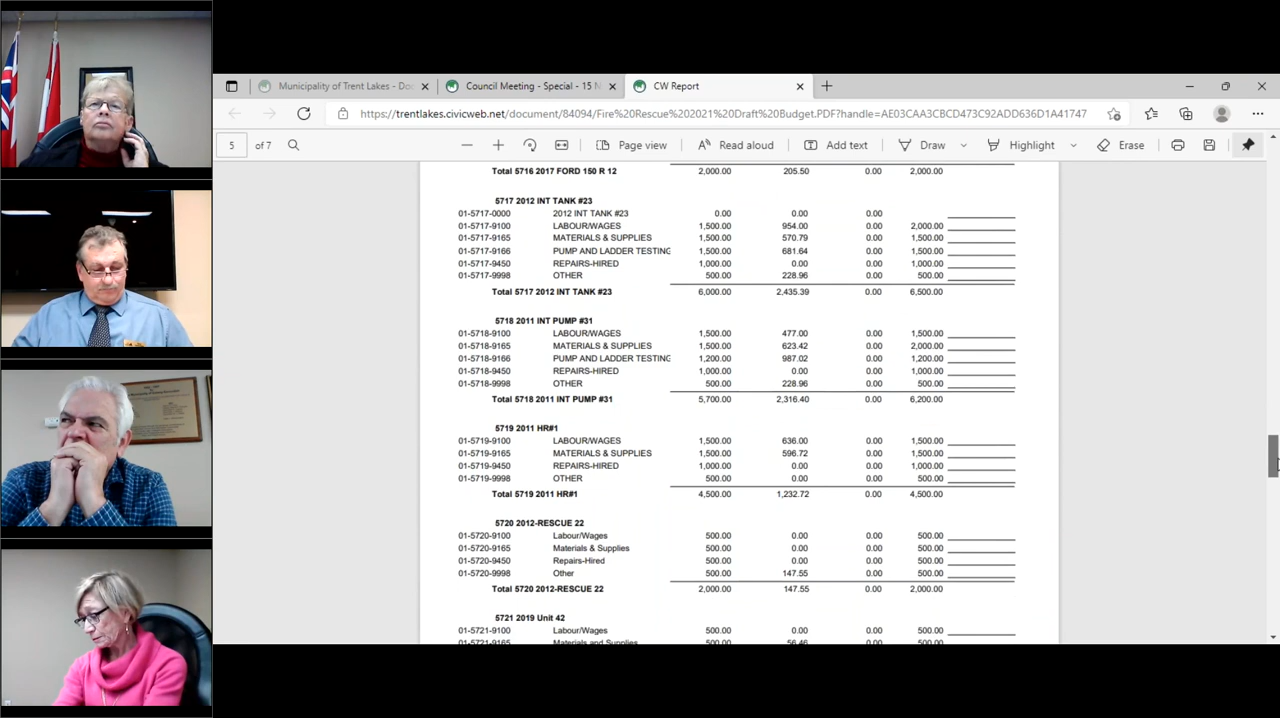 Municipality of Trent Lakes - Doc
Council Meeting - Special - 15 N
CW Report
https://trentlakes.civicweb.net/document/84094/Fire%20Rescue%202021%20Draft%20Budget.PDF?handle=AE03CAA3CBCD473C92ADD636D1A41747
5 of 7 Page view Read aloud Add text Draw Highlight Erase
Total 5716 2017 FORD 150 R 12 2,000.00 205.50 0.00 2,000.00
5717 2012 INT TANK #23
01-5717-0000 2012 INT TANK #23 0.00 0.00 0.00
01-5717-9100 LABOUR/WAGES 1,500.00 954.00 0.00 2,000.00
01-5717-9165 MATERIALS & SUPPLIES 1,500.00 570.79 0.00 1,500.00
01-5717-9166 PUMP AND LADDER TESTING 1,500.00 681.64 0.00 1,500.00
01-5717-9450 REPAIRS-HIRED 1,000.00 0.00 0.00 1,000.00
01-5717-9998 OTHER 500.00 228.96 0.00 500.00
Total 5717 2012 INT TANK #23 6,000.00 2,435.39 0.00 6,500.00
5718 2011 INT PUMP #31
01-5718-9100 LABOUR/WAGES 1,500.00 477.00 0.00 1,500.00
01-5718-9165 MATERIALS & SUPPLIES 1,500.00 623.42 0.00 2,000.00
01-5718-9166 PUMP AND LADDER TESTING 1,200.00 987.02 0.00 1,200.00
01-5718-9450 REPAIRS-HIRED 1,000.00 0.00 0.00 1,000.00
01-5718-9998 OTHER 500.00 228.96 0.00 500.00
Total 5718 2011 INT PUMP #31 5,700.00 2,316.40 0.00 6,200.00
5719 2011 HR#1
01-5719-9100 LABOUR/WAGES 1,500.00 636.00 0.00 1,500.00
01-5719-9165 MATERIALS & SUPPLIES 1,500.00 596.72 0.00 1,500.00
01-5719-9450 REPAIRS-HIRED 1,000.00 0.00 0.00 1,000.00
01-5719-9998 OTHER 500.00 0.00 0.00 500.00
Total 5719 2011 HR#1 4,500.00 1,232.72 0.00 4,500.00
5720 2012-RESCUE 22
01-5720-9100 Labour/Wages 500.00 0.00 0.00 500.00
01-5720-9165 Materials & Supplies 500.00 0.00 0.00 500.00
01-5720-9450 Repairs-Hired 500.00 0.00 0.00 500.00
01-5720-9998 Other 500.00 147.55 0.00 500.00
Total 5720 2012-RESCUE 22 2,000.00 147.55 0.00 2,000.00
5721 2019 Unit 42
01-5721-9100 Labour/Wages 500.00 0.00 0.00 500.00
01-5721-9165 Materials and Supplies 500.00 56.46 0.00 500.00